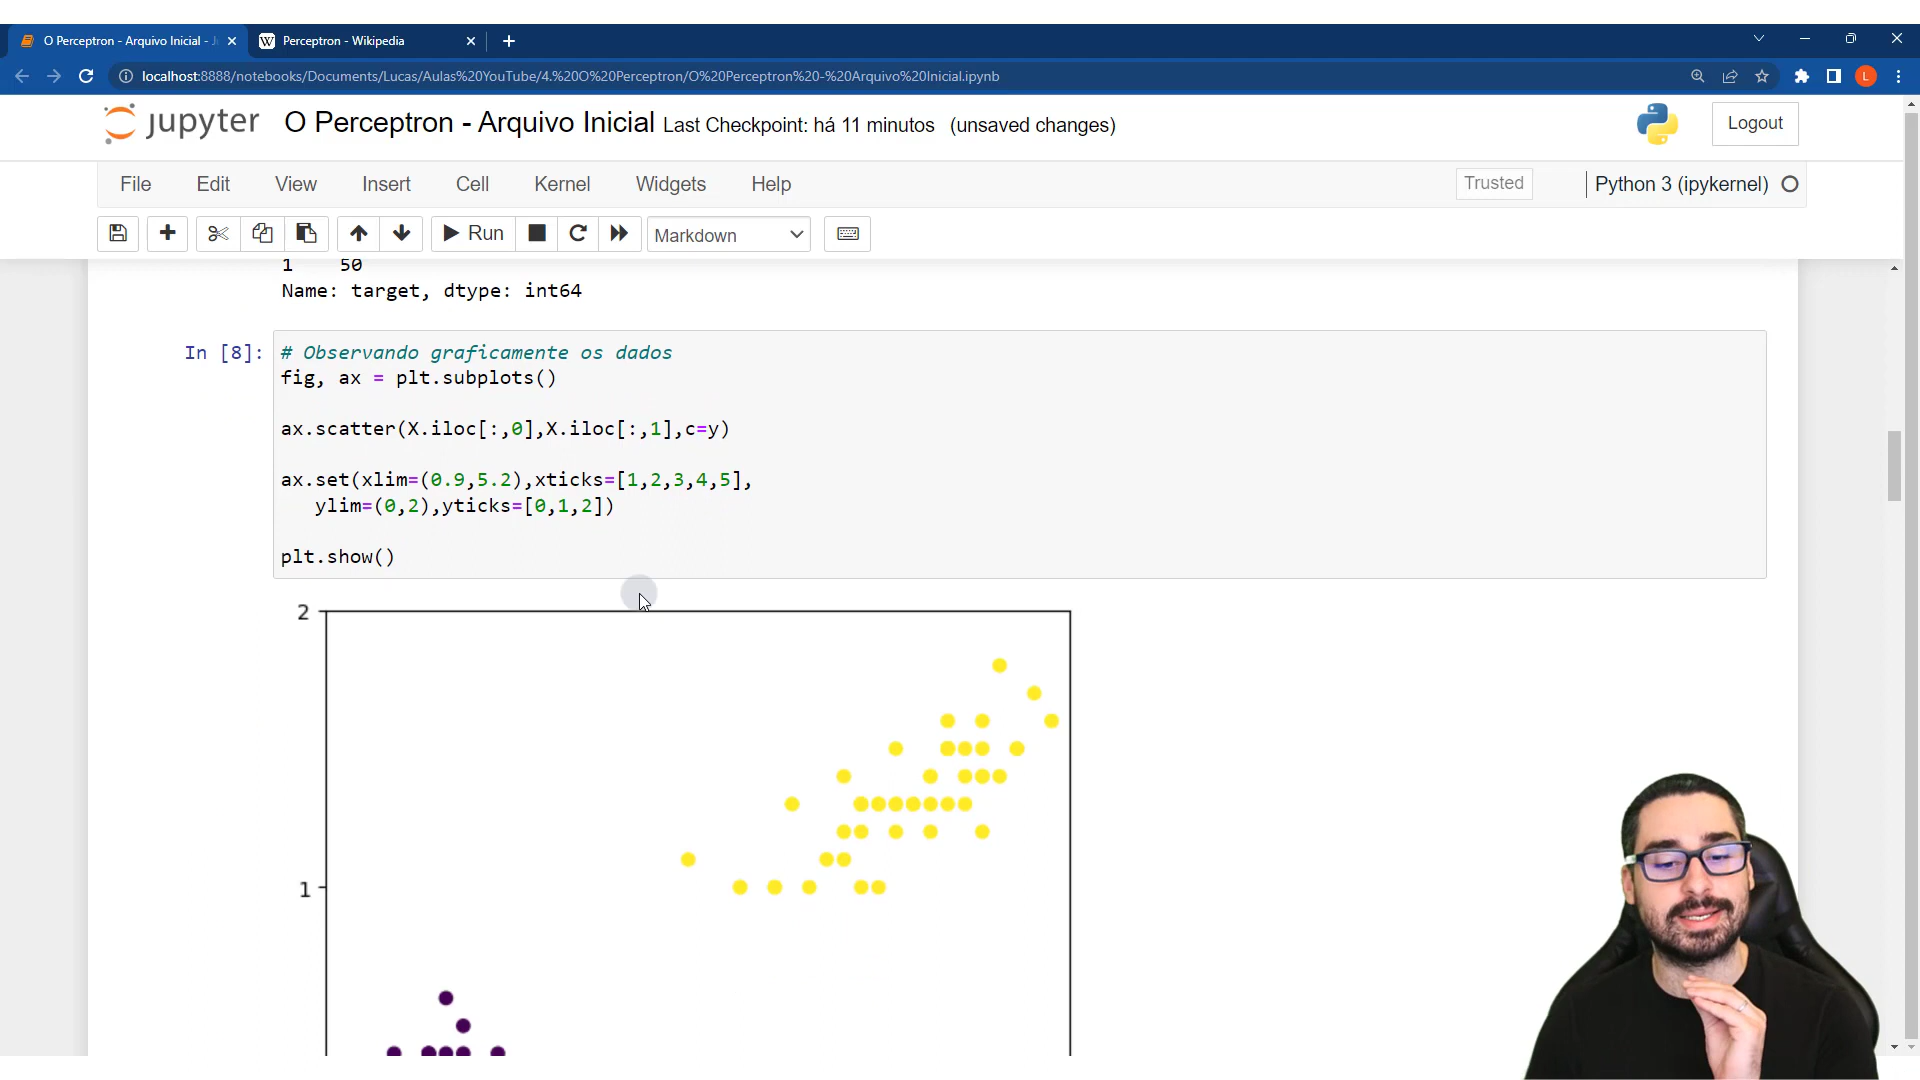 O Perceptron - Arquivo Inicial - J
Perceptron - Wikipedia
localhost:8888/notebooks/Documents/Lucas/Aulas%20YouTube/4.%20O%20Perceptron/O%20Perceptron%20-%20Arquivo%20Inicial.ipynb
L
jupyter O Perceptron - Arquivo Inicial Last Checkpoint: há 11 minutos (unsaved changes)
Logout
File Edit View Insert Cell Kernel Widgets Help
Trusted
Python 3 (ipykernel)
Run
Markdown
1    50
Name: target, dtype: int64
In [8]:
# Observando graficamente os dados
fig, ax = plt.subplots()
ax.scatter(X.iloc[:,0],X.iloc[:,1],c=y)
ax.set(xlim=(0.9,5.2),xticks=[1,2,3,4,5],
   ylim=(0,2),yticks=[0,1,2])
plt.show()
2
1